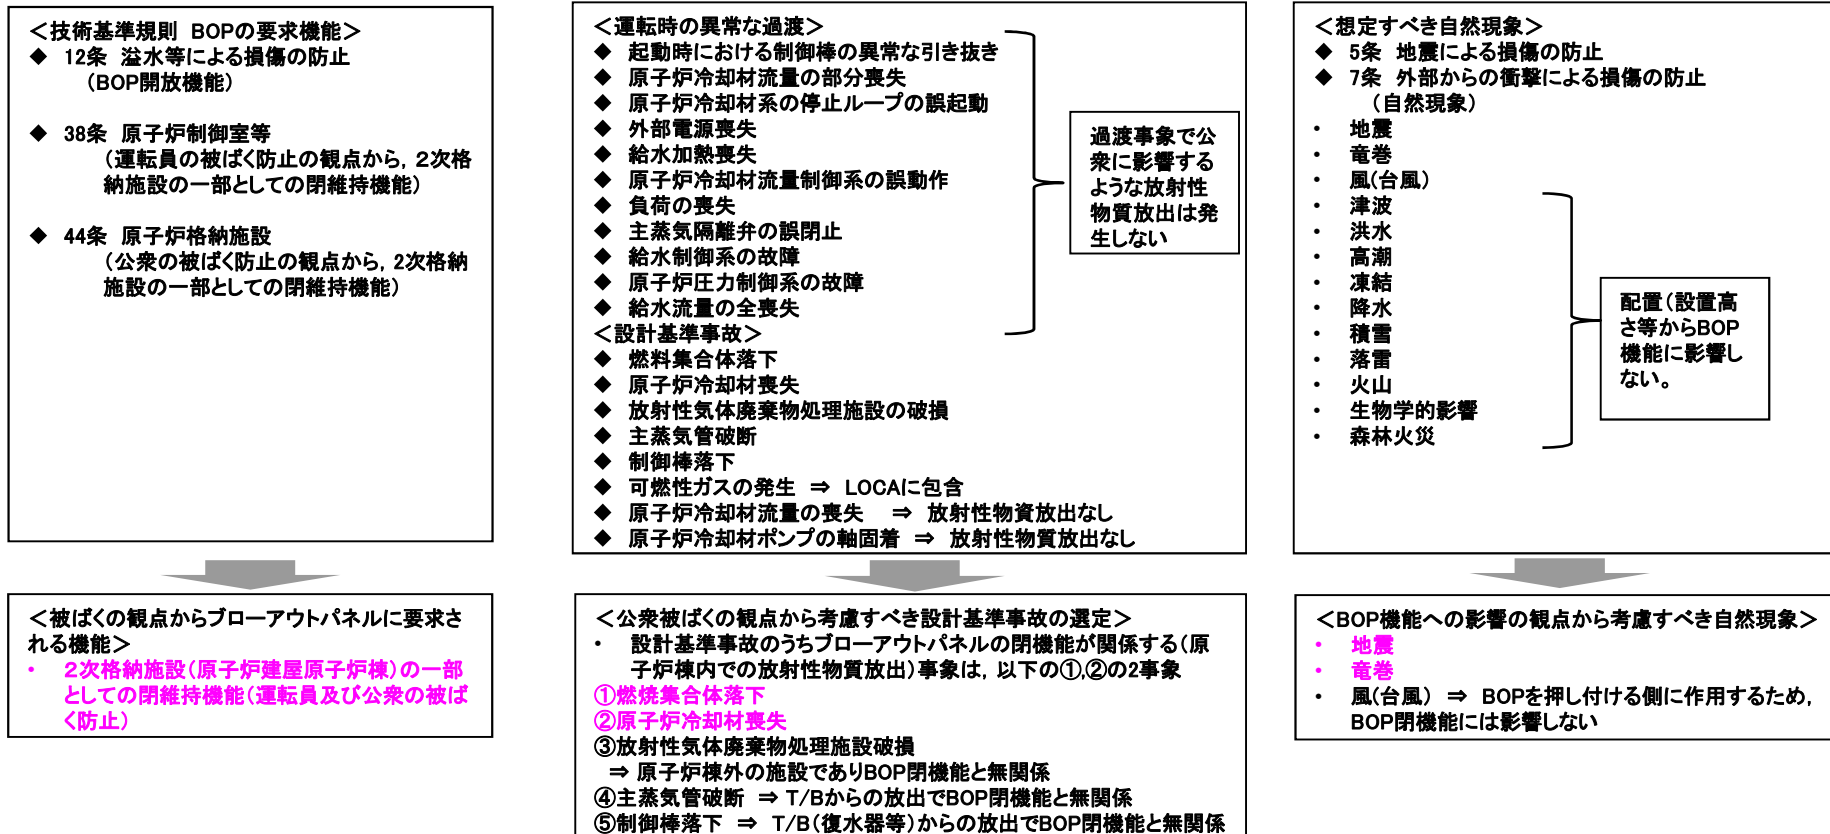 ＜技術基準規則 BOPの要求機能＞
◆ 12条 溢水等による損傷の防止
（BOP開放機能）
◆ 38条 原子炉制御室等
（運転員の被ばく防止の観点から，２次格
納施設の一部としての閉維持機能）
◆ 44条 原子炉格納施設
（公衆の被ばく防止の観点から，2次格納
施設の一部としての閉維持機能）
＜運転時の異常な過渡＞
◆ 起動時における制御棒の異常な引き抜き
◆ 原子炉冷却材流量の部分喪失
◆ 原子炉冷却材系の停止ループの誤起動
◆ 外部電源喪失
◆ 給水加熱喪失
◆ 原子炉冷却材流量制御系の誤動作
◆ 負荷の喪失
◆ 主蒸気隔離弁の誤閉止
◆ 給水制御系の故障
◆ 原子炉圧力制御系の故障
◆ 給水流量の全喪失
＜設計基準事故＞
◆ 燃料集合体落下
◆ 原子炉冷却材喪失
◆ 放射性気体廃棄物処理施設の破損
◆ 主蒸気管破断
◆ 制御棒落下
◆ 可燃性ガスの発生 ⇒ LOCAに包含
◆ 原子炉冷却材流量の喪失 ⇒ 放射性物資放出なし
◆ 原子炉冷却材ポンプの軸固着 ⇒ 放射性物質放出なし
過渡事象で公
衆に影響する
ような放射性
物質放出は発
生しない
＜想定すべき自然現象＞
◆ 5条 地震による損傷の防止
◆ 7条 外部からの衝撃による損傷の防止
（自然現象）
・ 地震
・ 竜巻
・ 風(台風)
・ 津波
・ 洪水
・ 高潮
・ 凍結
・ 降水
・ 積雪
・ 落雷
・ 火山
・ 生物学的影響
・ 森林火災
配置（設置高
さ等からBOP
機能に影響し
ない。
＜被ばくの観点からブローアウトパネルに要求さ
れる機能＞
・ ２次格納施設（原子炉建屋原子炉棟）の一部
としての閉維持機能（運転員及び公衆の被ば
く防止）
＜公衆被ばくの観点から考慮すべき設計基準事故の選定＞
・ 設計基準事故のうちブローアウトパネルの閉機能が関係する（原
子炉棟内での放射性物質放出）事象は，以下の①,②の2事象
①燃焼集合体落下
②原子炉冷却材喪失
③放射性気体廃棄物処理施設破損
⇒ 原子炉棟外の施設でありBOP閉機能と無関係
④主蒸気管破断 ⇒ T/Bからの放出でBOP閉機能と無関係
⑤制御棒落下 ⇒ T/B（復水器等）からの放出でBOP閉機能と無関係
＜BOP機能への影響の観点から考慮すべき自然現象＞
・ 地震
・ 竜巻
・ 風(台風) ⇒ BOPを押し付ける側に作用するため，
BOP閉機能には影響しない